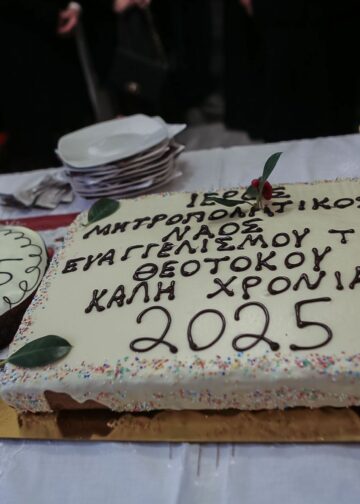 ΙΕΡΟΣ
ΜΗΤΡΟΠΟΛΙΤΙΚΟΣ
ΝΑΟΣ
ΕΥΑΓΓΕΛΙΣΜΟΥ Τ
ΘΕΟΤΟΚΟΥ
ΚΑΛΗ ΧΡΟΝΙΑ
2025